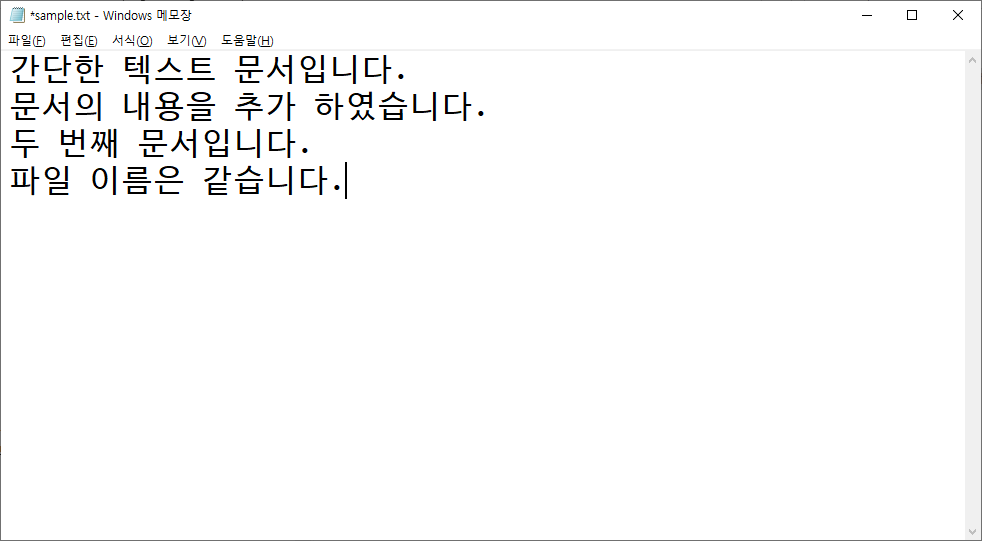 *sample.txt - Windows 메모장
파일(F) 편집(E) 서식(O) 보기(V) 도움말(H)
간단한 텍스트 문서입니다.
문서의 내용을 추가 하였습니다.
두 번째 문서입니다.
파일 이름은 같습니다.